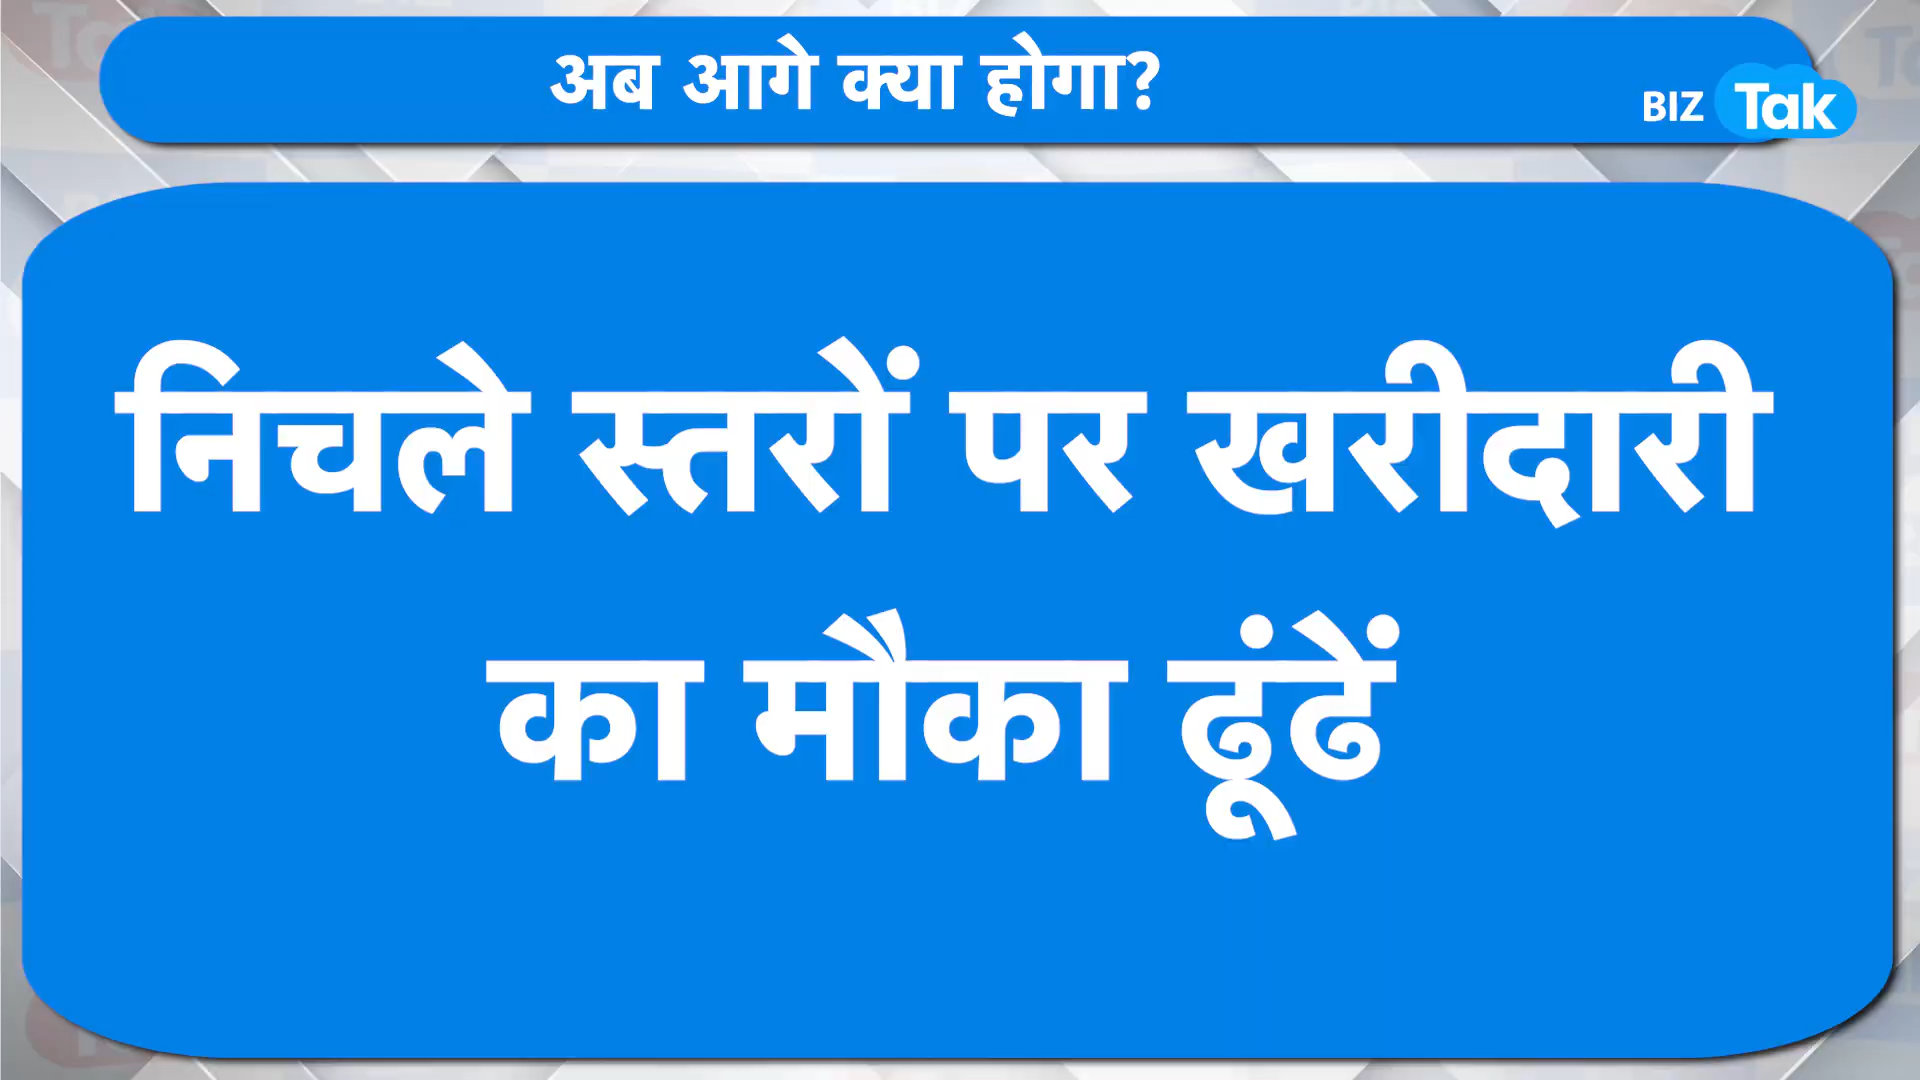 अब आगे क्या होगा?
BIZ Tak
निचले स्तरों पर खरीदारी
का मौका ढूंढें